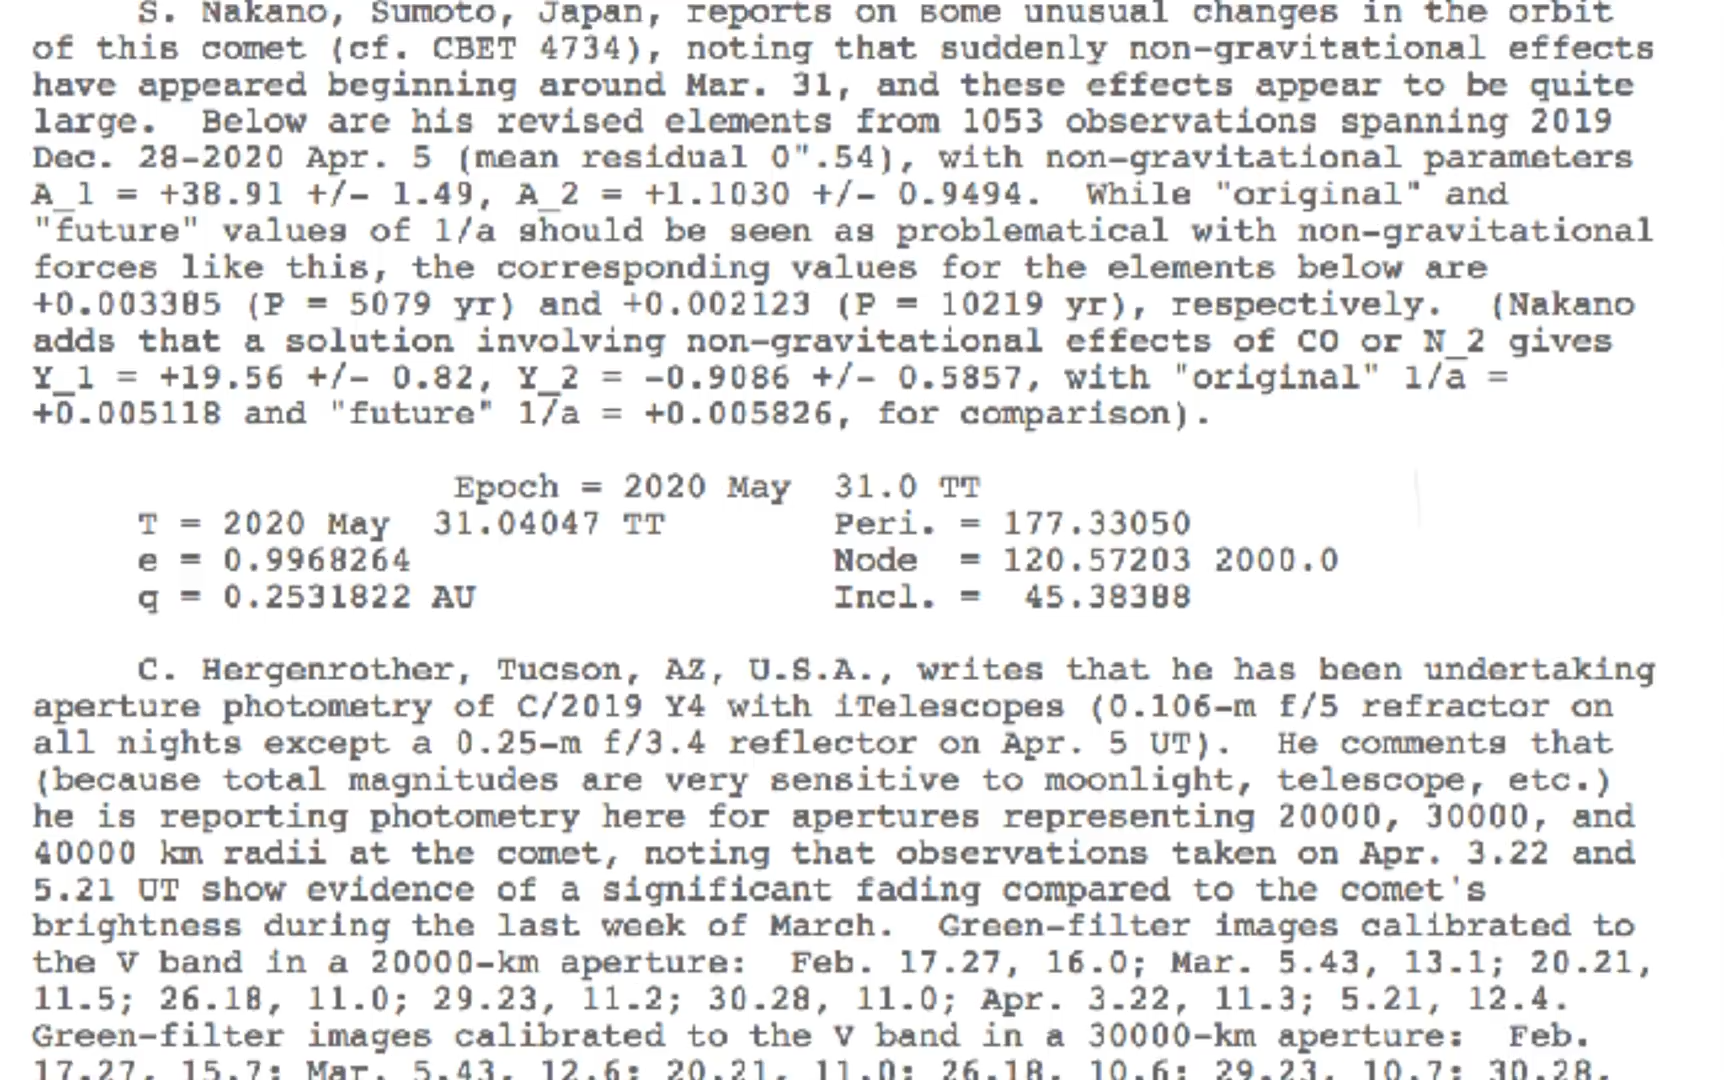 S. Nakano, Sumoto, Japan, reports on some unusual changes in the orbit
of this comet (cf. CBET 4734), noting that suddenly non-gravitational effects
have appeared beginning around Mar. 31, and these effects appear to be quite
large. Below are his revised elements from 1053 observations spanning 2019
Dec. 28-2020 Apr. 5 (mean residual 0".54), with non-gravitational parameters
A_1 = +38.91 +/- 1.49, A_2 = +1.1030 +/- 0.9494. While "original" and
"future" values of 1/a should be seen as problematical with non-gravitational
forces like this, the corresponding values for the elements below are
+0.003385 (P = 5079 yr) and +0.002123 (P = 10219 yr), respectively. (Nakano
adds that a solution involving non-gravitational effects of CO or N_2 gives
Y_1 = +19.56 +/- 0.82, Y_2 = -0.9086 +/- 0.5857, with "original" 1/a =
+0.005118 and "future" 1/a = +0.005826, for comparison).
Epoch = 2020 May 31.0 TT
T = 2020 May 31.04047 TT Peri. = 177.33050
e = 0.9968264 Node = 120.57203 2000.0
q = 0.2531822 AU Incl. = 45.38388
C. Hergenrother, Tucson, AZ, U.S.A., writes that he has been undertaking
aperture photometry of C/2019 Y4 with iTelescopes (0.106-m f/5 refractor on
all nights except a 0.25-m f/3.4 reflector on Apr. 5 UT). He comments that
(because total magnitudes are very sensitive to moonlight, telescope, etc.)
he is reporting photometry here for apertures representing 20000, 30000, and
40000 km radii at the comet, noting that observations taken on Apr. 3.22 and
5.21 UT show evidence of a significant fading compared to the comet's
brightness during the last week of March. Green-filter images calibrated to
the V band in a 20000-km aperture: Feb. 17.27, 16.0; Mar. 5.43, 13.1; 20.21,
11.5; 26.18, 11.0; 29.23, 11.2; 30.28, 11.0; Apr. 3.22, 11.3; 5.21, 12.4.
Green-filter images calibrated to the V band in a 30000-km aperture: Feb.
17.27, 15.7; Mar. 5.43, 12.6; 20.21, 11.0; 26.18, 10.6; 29.23, 10.7; 30.28,